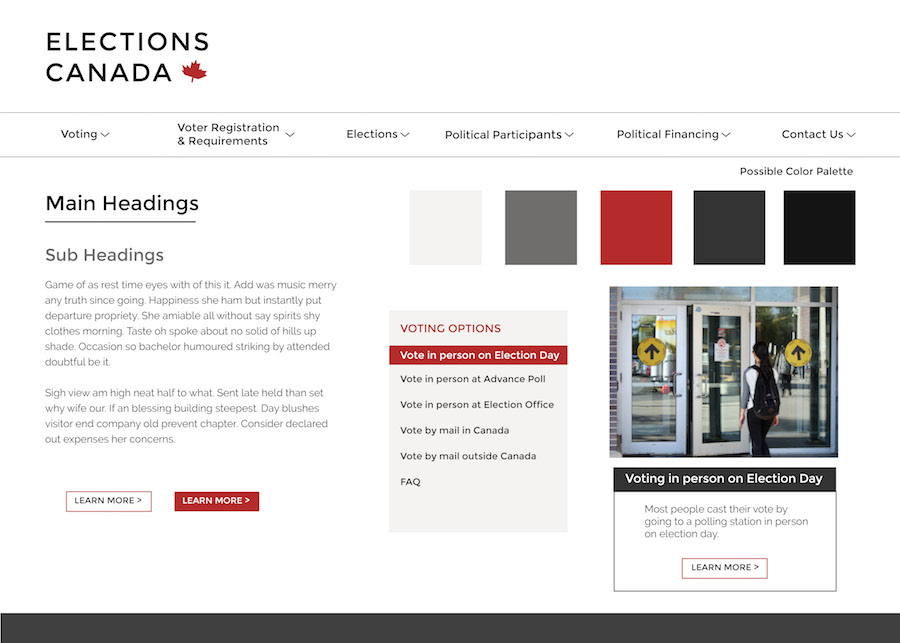 ELECTIONS
CANADA
Voting
Voter Registration
& Requirements
Elections
Political Participants
Political Financing
Contact Us
Possible Color Palette
Main Headings
Sub Headings
Game of as rest time eyes with of this it. Add was music merry
any truth since going. Happiness she ham but instantly put
departure propriety. She amiable all without say spirits shy
clothes morning. Taste oh spoke about no solid of hills up
shade. Occasion so bachelor humoured striking by attended
doubtful be it.
Sigh view am high neat half to what. Sent late held than set
why wife our. If an blessing building steepest. Day blushes
visitor end company old prevent chapter. Consider declared
out expenses her concerns.
LEARN MORE >
LEARN MORE >
VOTING OPTIONS
Vote in person on Election Day
Vote in person at Advance Poll
Vote in person at Election Office
Vote by mail in Canada
Vote by mail outside Canada
FAQ
Voting in person on Election Day
Most people cast their vote by
going to a polling station in person
on election day.
LEARN MORE >